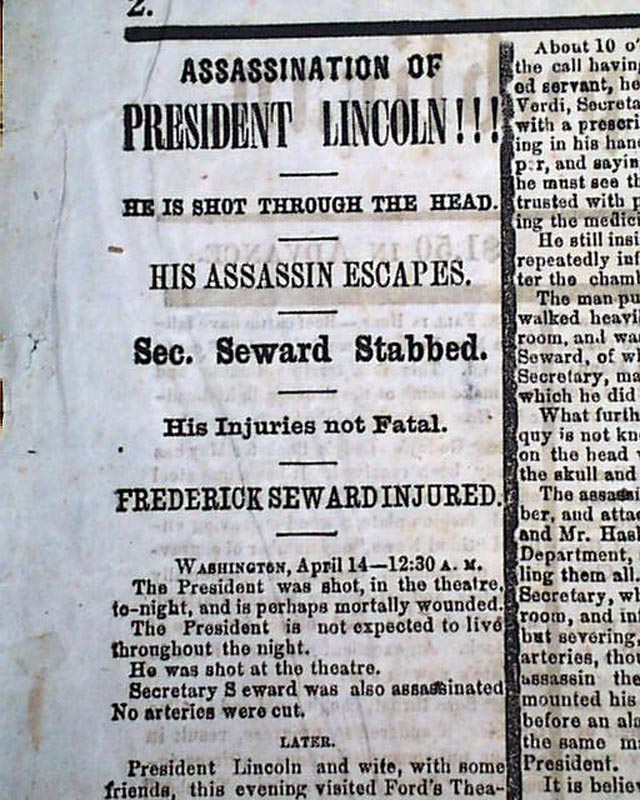 2.
ASSASSINATION OF
PRESIDENT LINCOLN!!!
HE IS SHOT THROUGH THE HEAD.
HIS ASSASSIN ESCAPES.
Sec. Seward Stabbed.
His Injuries not Fatal.
FREDERICK SEWARD INJURED.
WASHINGTON, April 14—12:30 A. M.
The President was shot, in the theatre,
to-night, and is perhaps mortally wounded.
The President is not expected to live
throughout the night.
He was shot at the theatre.
Secretary S eward was also assassinated
No arteries were cut.
LATER.
President Lincoln and wife, with some
friends, this evening visited Ford's Thea-
About 10 o'
the call having
ed servant, he
Verdi, Secreta
with a prescri
ing in his hand
per, and saying
he must see th
trusted with p
ing the medici
He still insi
repeatedly inf
ter the cham
The man pu
walked heavi
room, and wa
Seward, of wh
Secretary, ma
which he did
What furth
quy is not kn
on the head
the skull and
The assassi
ber, and atta
and Mr. Has
Department,
ling them all.
Secretary, wh
room, and inf
but severing,
arteries, thou
assassin the
mounted his
before an ala
the same m
President.
It is believ